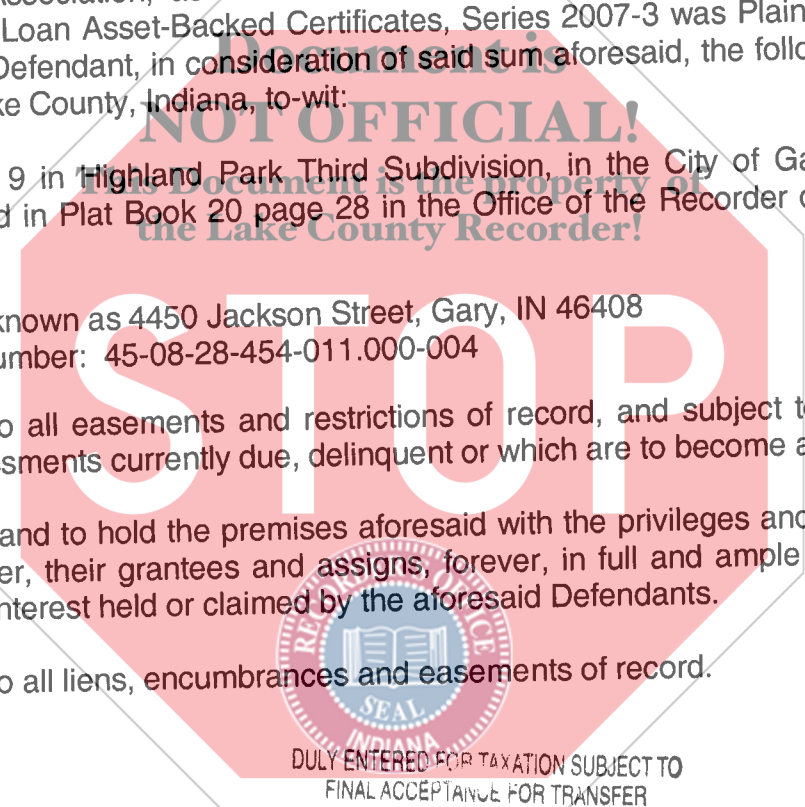 Association, as
Loan Asset-Backed Certificates, Series 2007-3 was Plain
Document is
Defendant, in consideration of said sum aforesaid, the follo
ke County, Indiana, to-wit:
NOT OFFICIAL!
9 in Highland Park Third Subdivision, in the City of Ga
This Document is the property of
d in Plat Book 20 page 28 in the Office of the Recorder o
the Lake County Recorder!
known as 4450 Jackson Street, Gary, IN 46408
umber: 45-08-28-454-011.000-004
STOP
o all easements and restrictions of record, and subject t
sments currently due, delinquent or which are to become a
and to hold the premises aforesaid with the privileges and
er, their grantees and assigns, forever, in full and ample
nterest held or claimed by the aforesaid Defendants.
RECORDER'S OFFICE
o all liens, encumbrances and easements of record.
SEAL
INDIANA
DULY ENTERED FOR TAXATION SUBJECT TO
FINAL ACCEPTANCE FOR TRANSFER